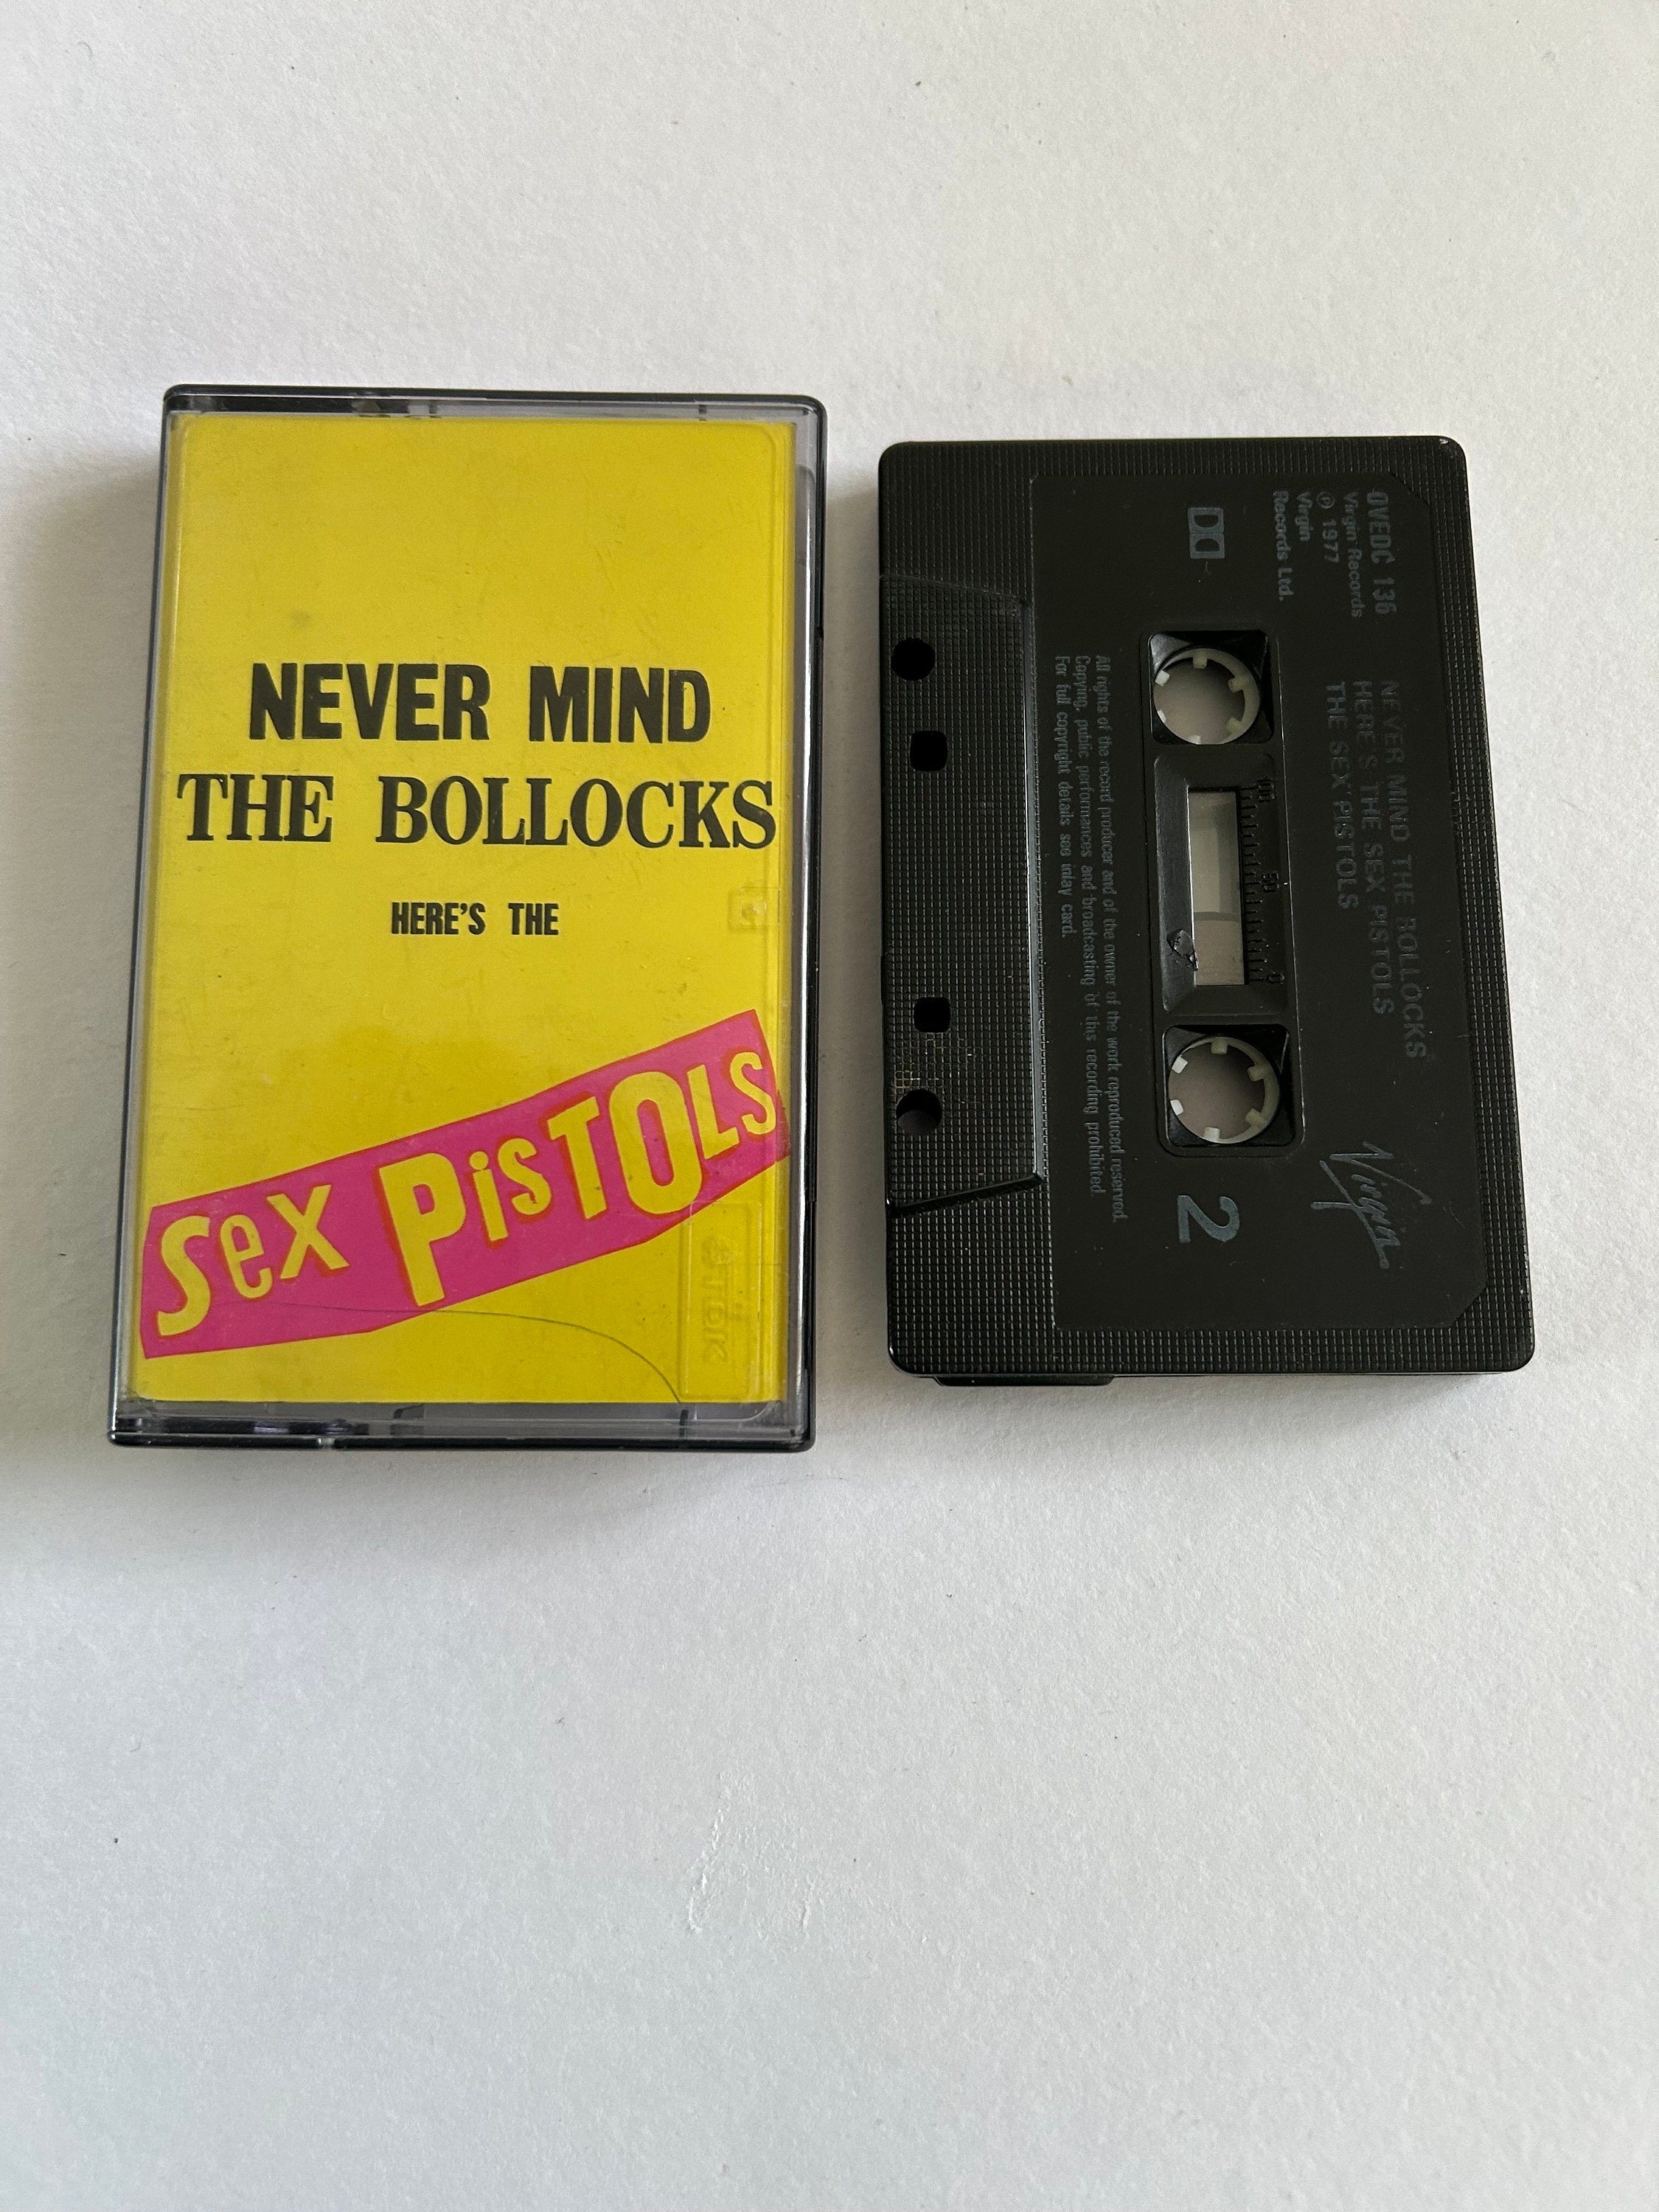 NEVER MIND
THE BOLLOCKS
HERE'S THE
SEX PISTOLS
TDK
OVEDC 136
Virgin Records
℗ 1977
Virgin
Records Ltd.
NEVER MIND THE BOLLOCKS
HERE'S THE SEX PISTOLS
THE SEX PISTOLS
Virgin
2
100 50 0
All rights of the record producer and of the owner of the work reproduced reserved.
Copying, public performances and broadcasting of this recording prohibited.
For full copyright details see inlay card.